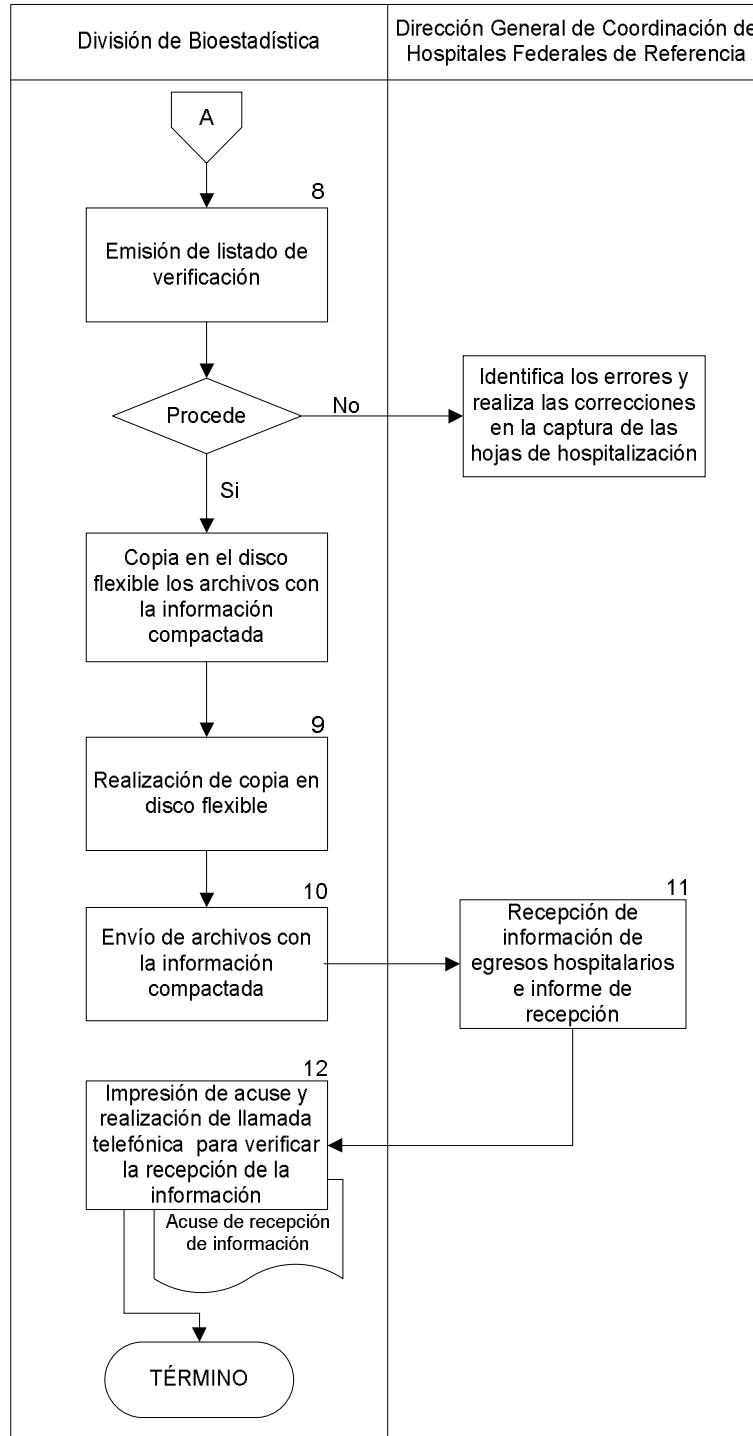 División de Bioestadística
Dirección General de Coordinación de
Hospitales Federales de Referencia
A
8
Emisión de listado de
verificación
Procede
No
Identifica los errores y
realiza las correcciones
en la captura de las
hojas de hospitalización
Si
Copia en el disco
flexible los archivos con
la información
compactada
9
Realización de copia en
disco flexible
10
Envío de archivos con
la información
compactada
11
Recepción de
información de
egresos hospitalarios
e informe de
recepción
12
Impresión de acuse y
realización de llamada
telefónica para verificar
la recepción de la
información
Acuse de recepción
de información
TÉRMINO